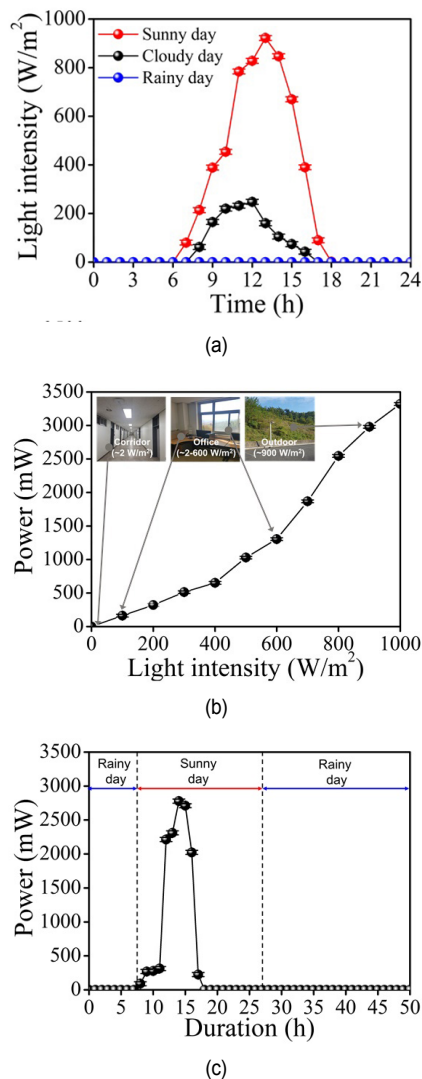 1000
800
600
400
200
0
Light intensity (W/m²)
Sunny day
Cloudy day
Rainy day
0 3 6 9 12 15 18 21 24
Time (h)
(a)
3500
3000
2500
2000
1500
1000
500
0
Power (mW)
Corridor
(~2 W/m²)
Office
(~2-600 W/m²)
Outdoor
(~900 W/m²)
0 200 400 600 800 1000
Light intensity (W/m²)
(b)
3500
3000
2500
2000
1500
1000
500
0
Power (mW)
Rainy
day
Sunny
day
Rainy
day
0 5 10 15 20 25 30 35 40 45 50
Duration (h)
(c)